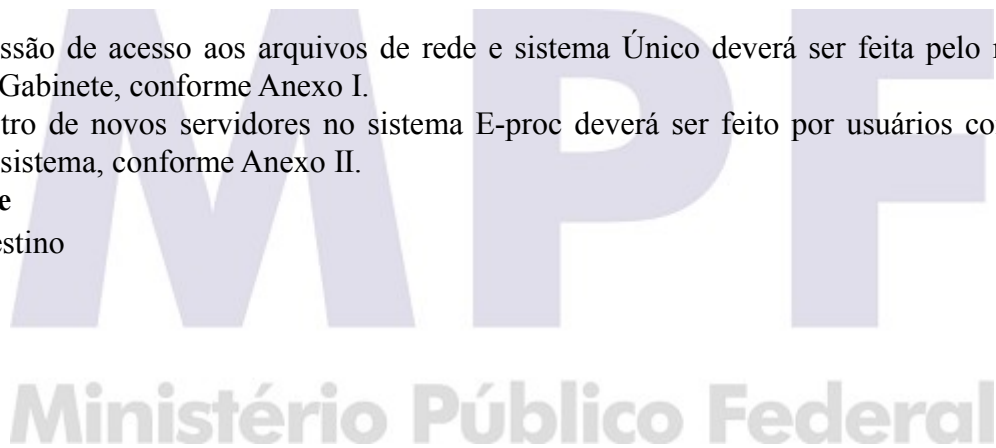 ssão de acesso aos arquivos de rede e sistema Único deverá ser feita pelo
Gabinete, conforme Anexo I.
tro de novos servidores no sistema E-proc deverá ser feito por usuários co
sistema, conforme Anexo II.
e
estino
MPF
Ministério Público Federal